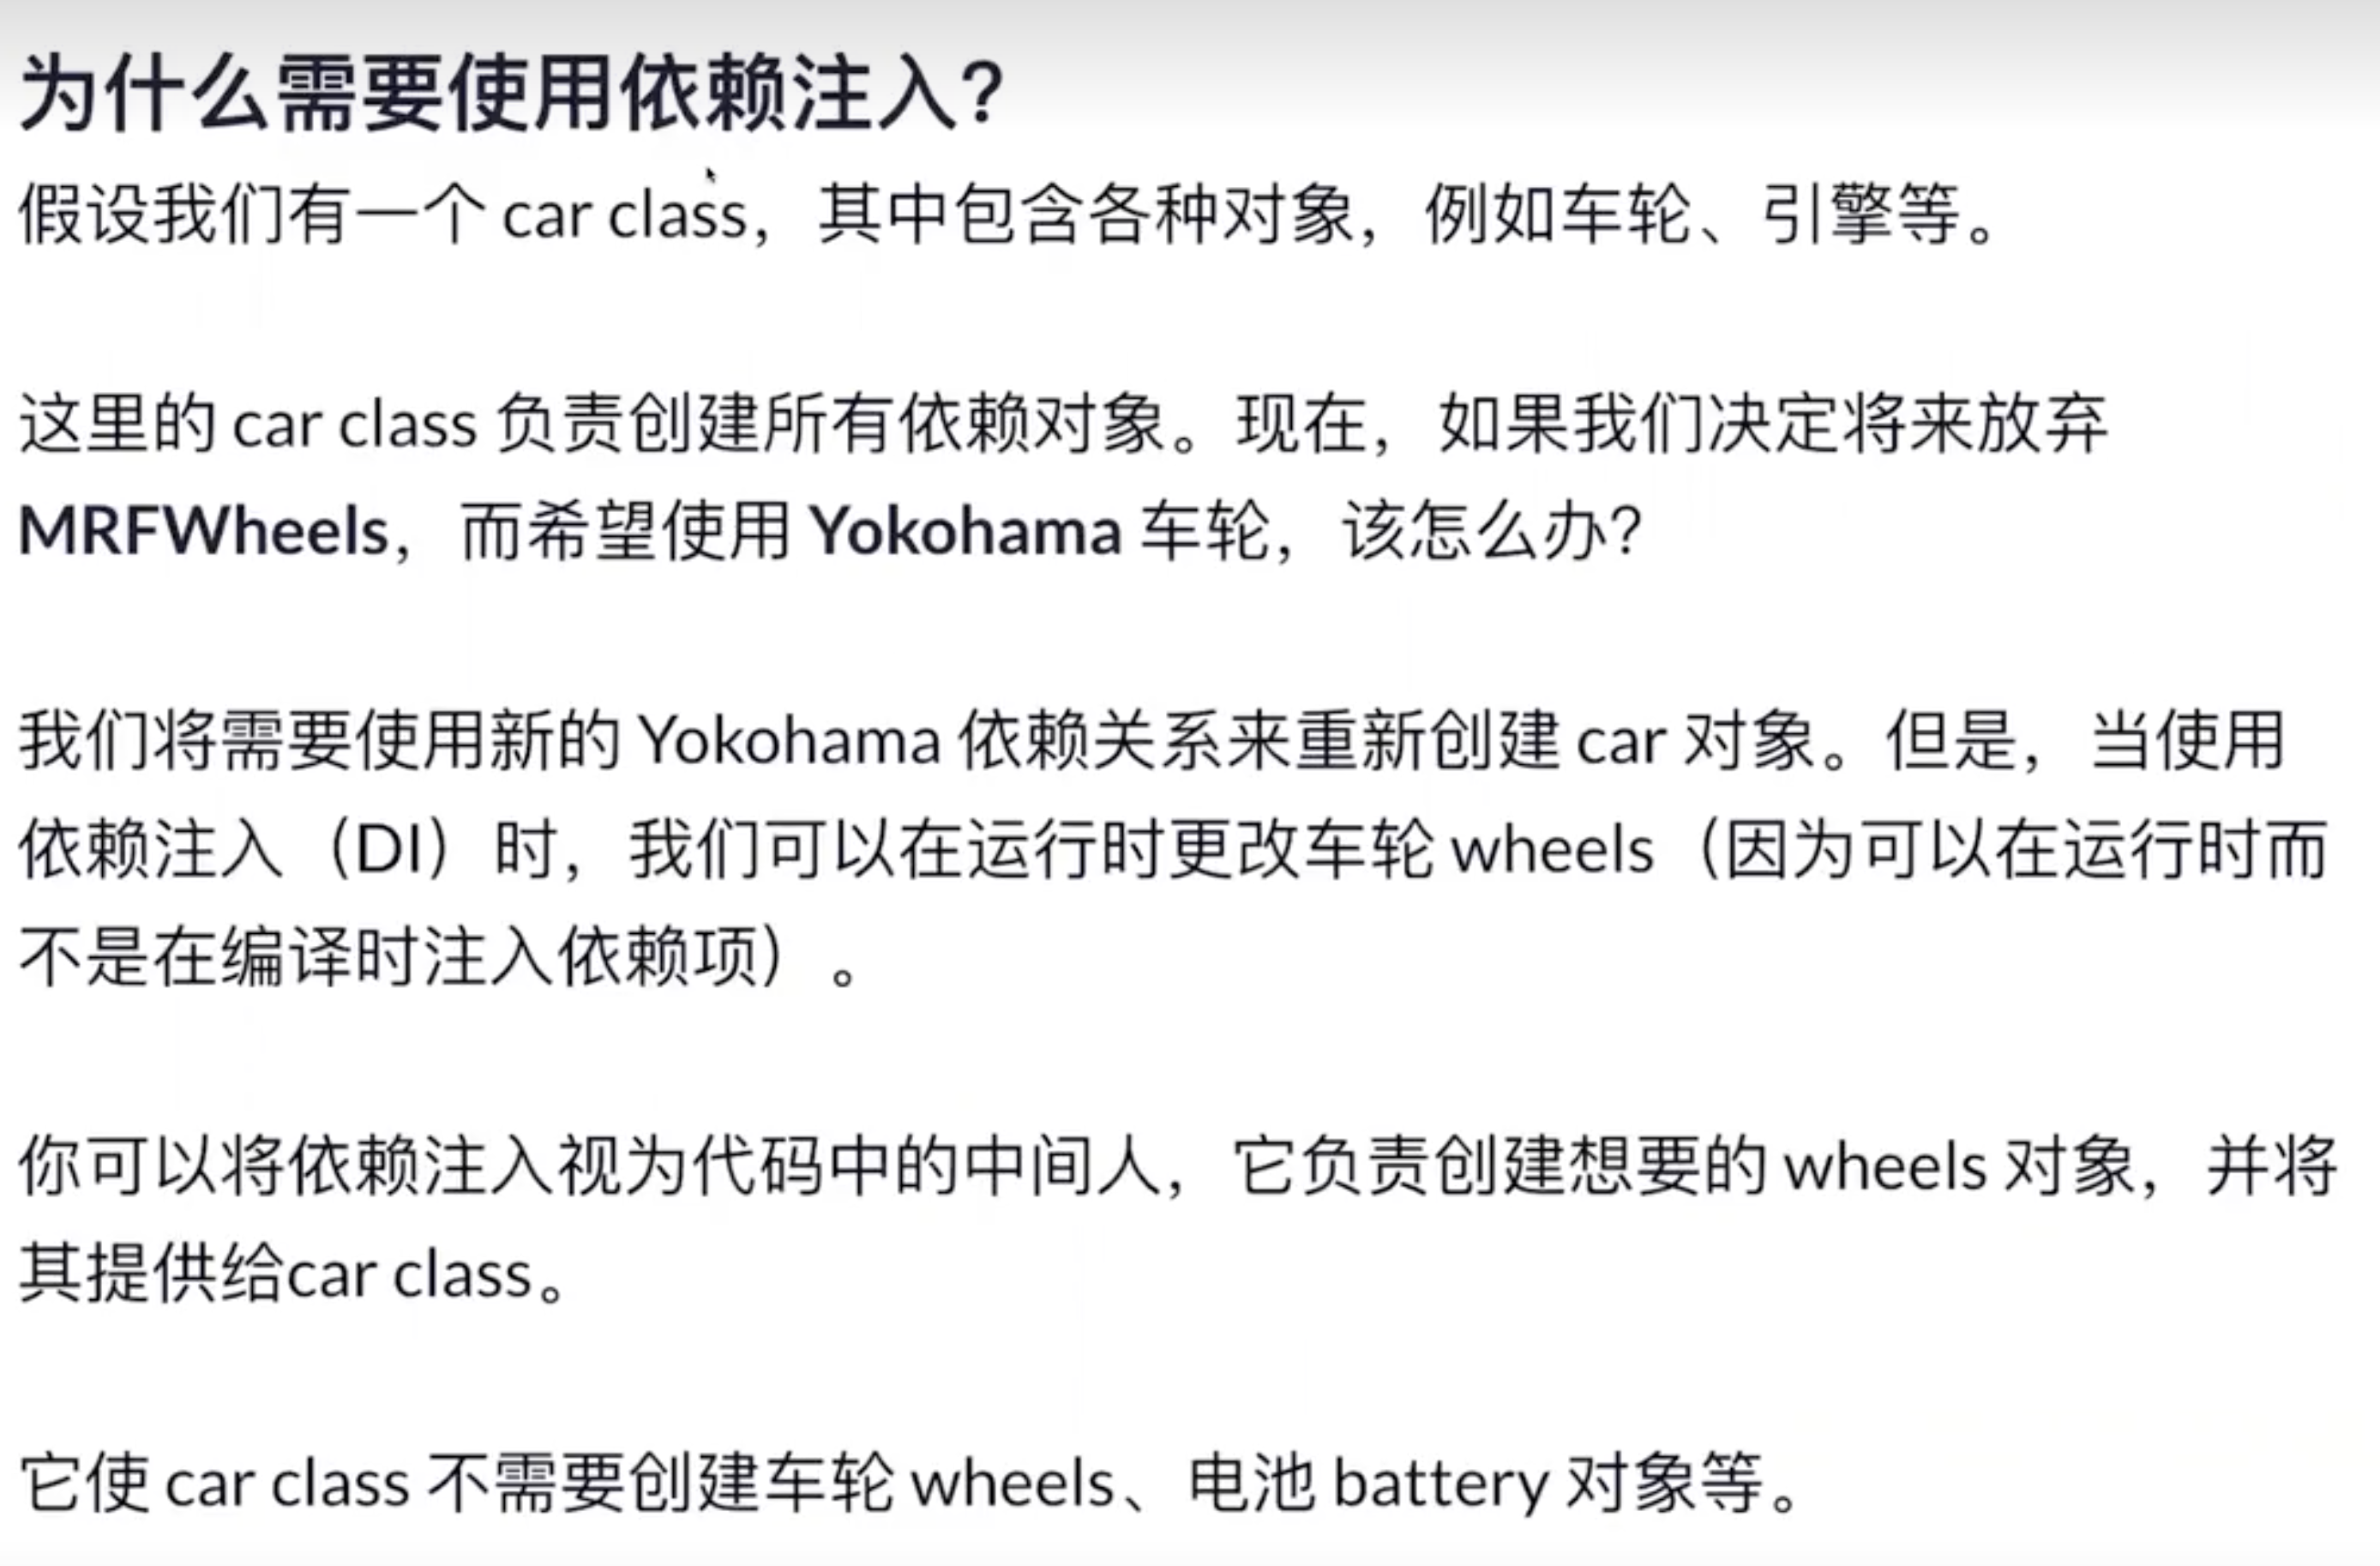 为什么需要使用依赖注入？
假设我们有一个 car class，其中包含各种对象，例如车轮、引擎等。
这里的 car class 负责创建所有依赖对象。现在，如果我们决定将来放弃
MRFWheels，而希望使用 Yokohama 车轮，该怎么办？
我们将需要使用新的 Yokohama 依赖关系来重新创建 car 对象。但是，当使用
依赖注入（DI）时，我们可以在运行时更改车轮 wheels（因为可以在运行时而
不是在编译时注入依赖项）。
你可以将依赖注入视为代码中的中间人，它负责创建想要的 wheels 对象，并将
其提供给car class。
它使 car class 不需要创建车轮 wheels、电池 battery 对象等。